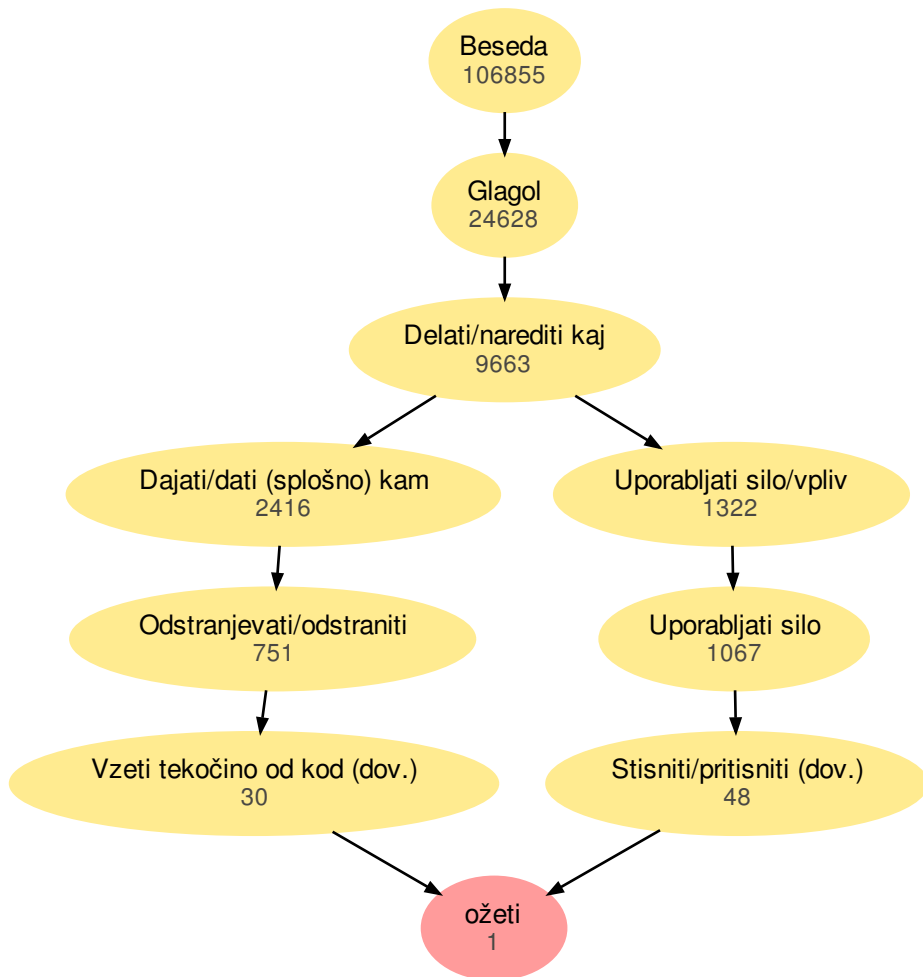 Beseda
106855
Glagol
24628
Delati/narediti kaj
9663
Dajati/dati (splošno) kam
2416
Uporabljati silo/vpliv
1322
Odstranjevati/odstraniti
751
Uporabljati silo
1067
Vzeti tekočino od kod (dov.)
30
Stisniti/pritisniti (dov.)
48
ožeti
1